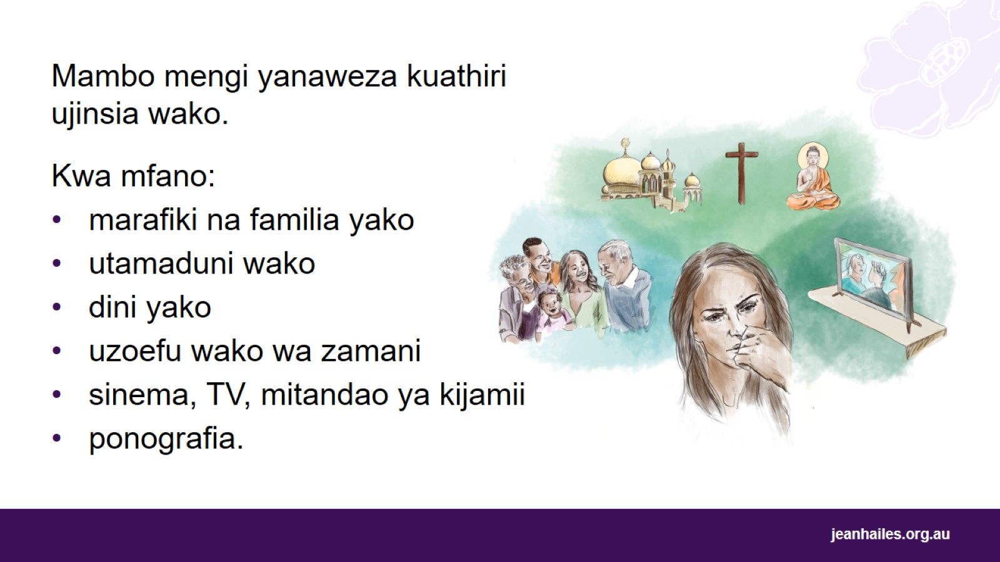 Mambo mengi yanaweza kuathiri
ujinsia wako.
Kwa mfano:
• marafiki na familia yako
• utamaduni wako
• dini yako
• uzoefu wako wa zamani
• sinema, TV, mitandao ya kijamii
• ponografia.
jeanhailes.org.au